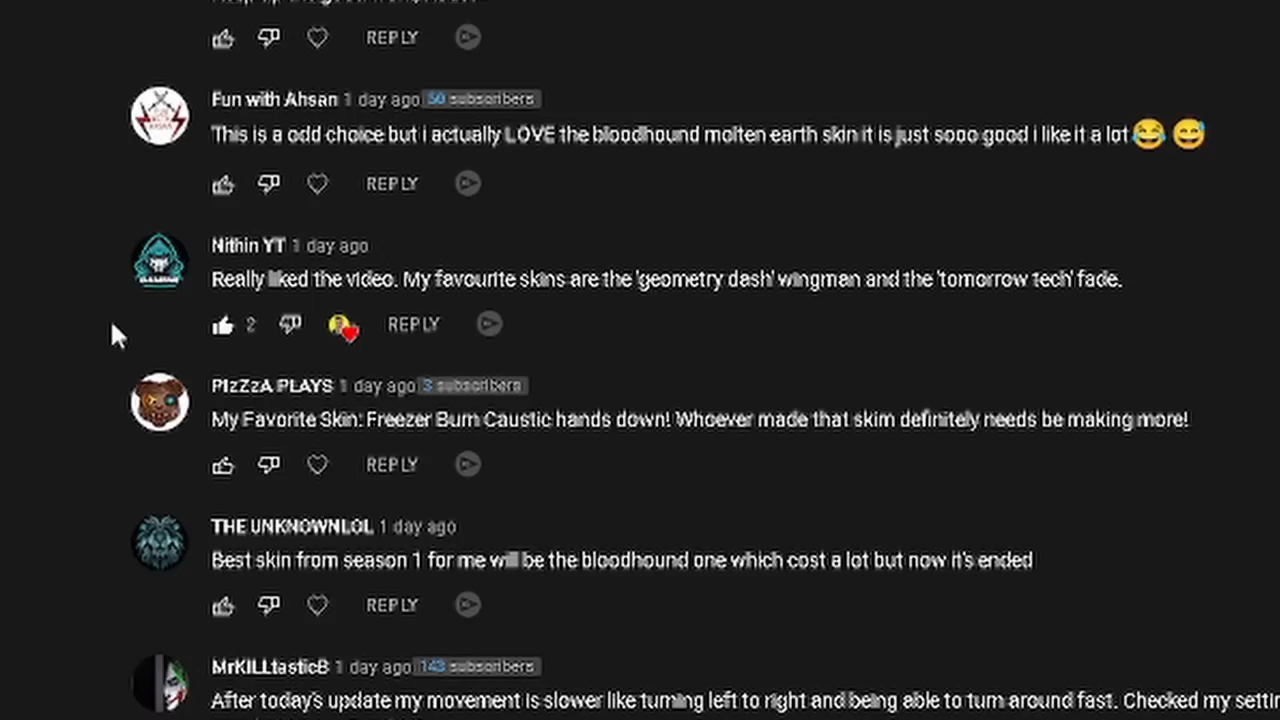 REPLY
Fun with Ahsan 1 day ago 50 subscribers
This is a odd choice but i actually LOVE the bloodhound molten earth skin it is just sooo good i like it a lot😂 😅
REPLY
Nithin YT 1 day ago
Really liked the video. My favourite skins are the 'geometry dash' wingman and the 'tomorrow tech' fade.
2 REPLY
PIzZzA PLAYS 1 day ago 3 subscribers
My Favorite Skin: Freezer Burn Caustic hands down! Whoever made that skim definitely needs be making more!
REPLY
THE UNKNOWNLOL 1 day ago
Best skin from season 1 for me will be the bloodhound one which cost a lot but now it's ended
REPLY
MrKILLtasticB 1 day ago 143 subscribers
After today's update my movement is slower like turning left to right and being able to turn around fast. Checked my settin